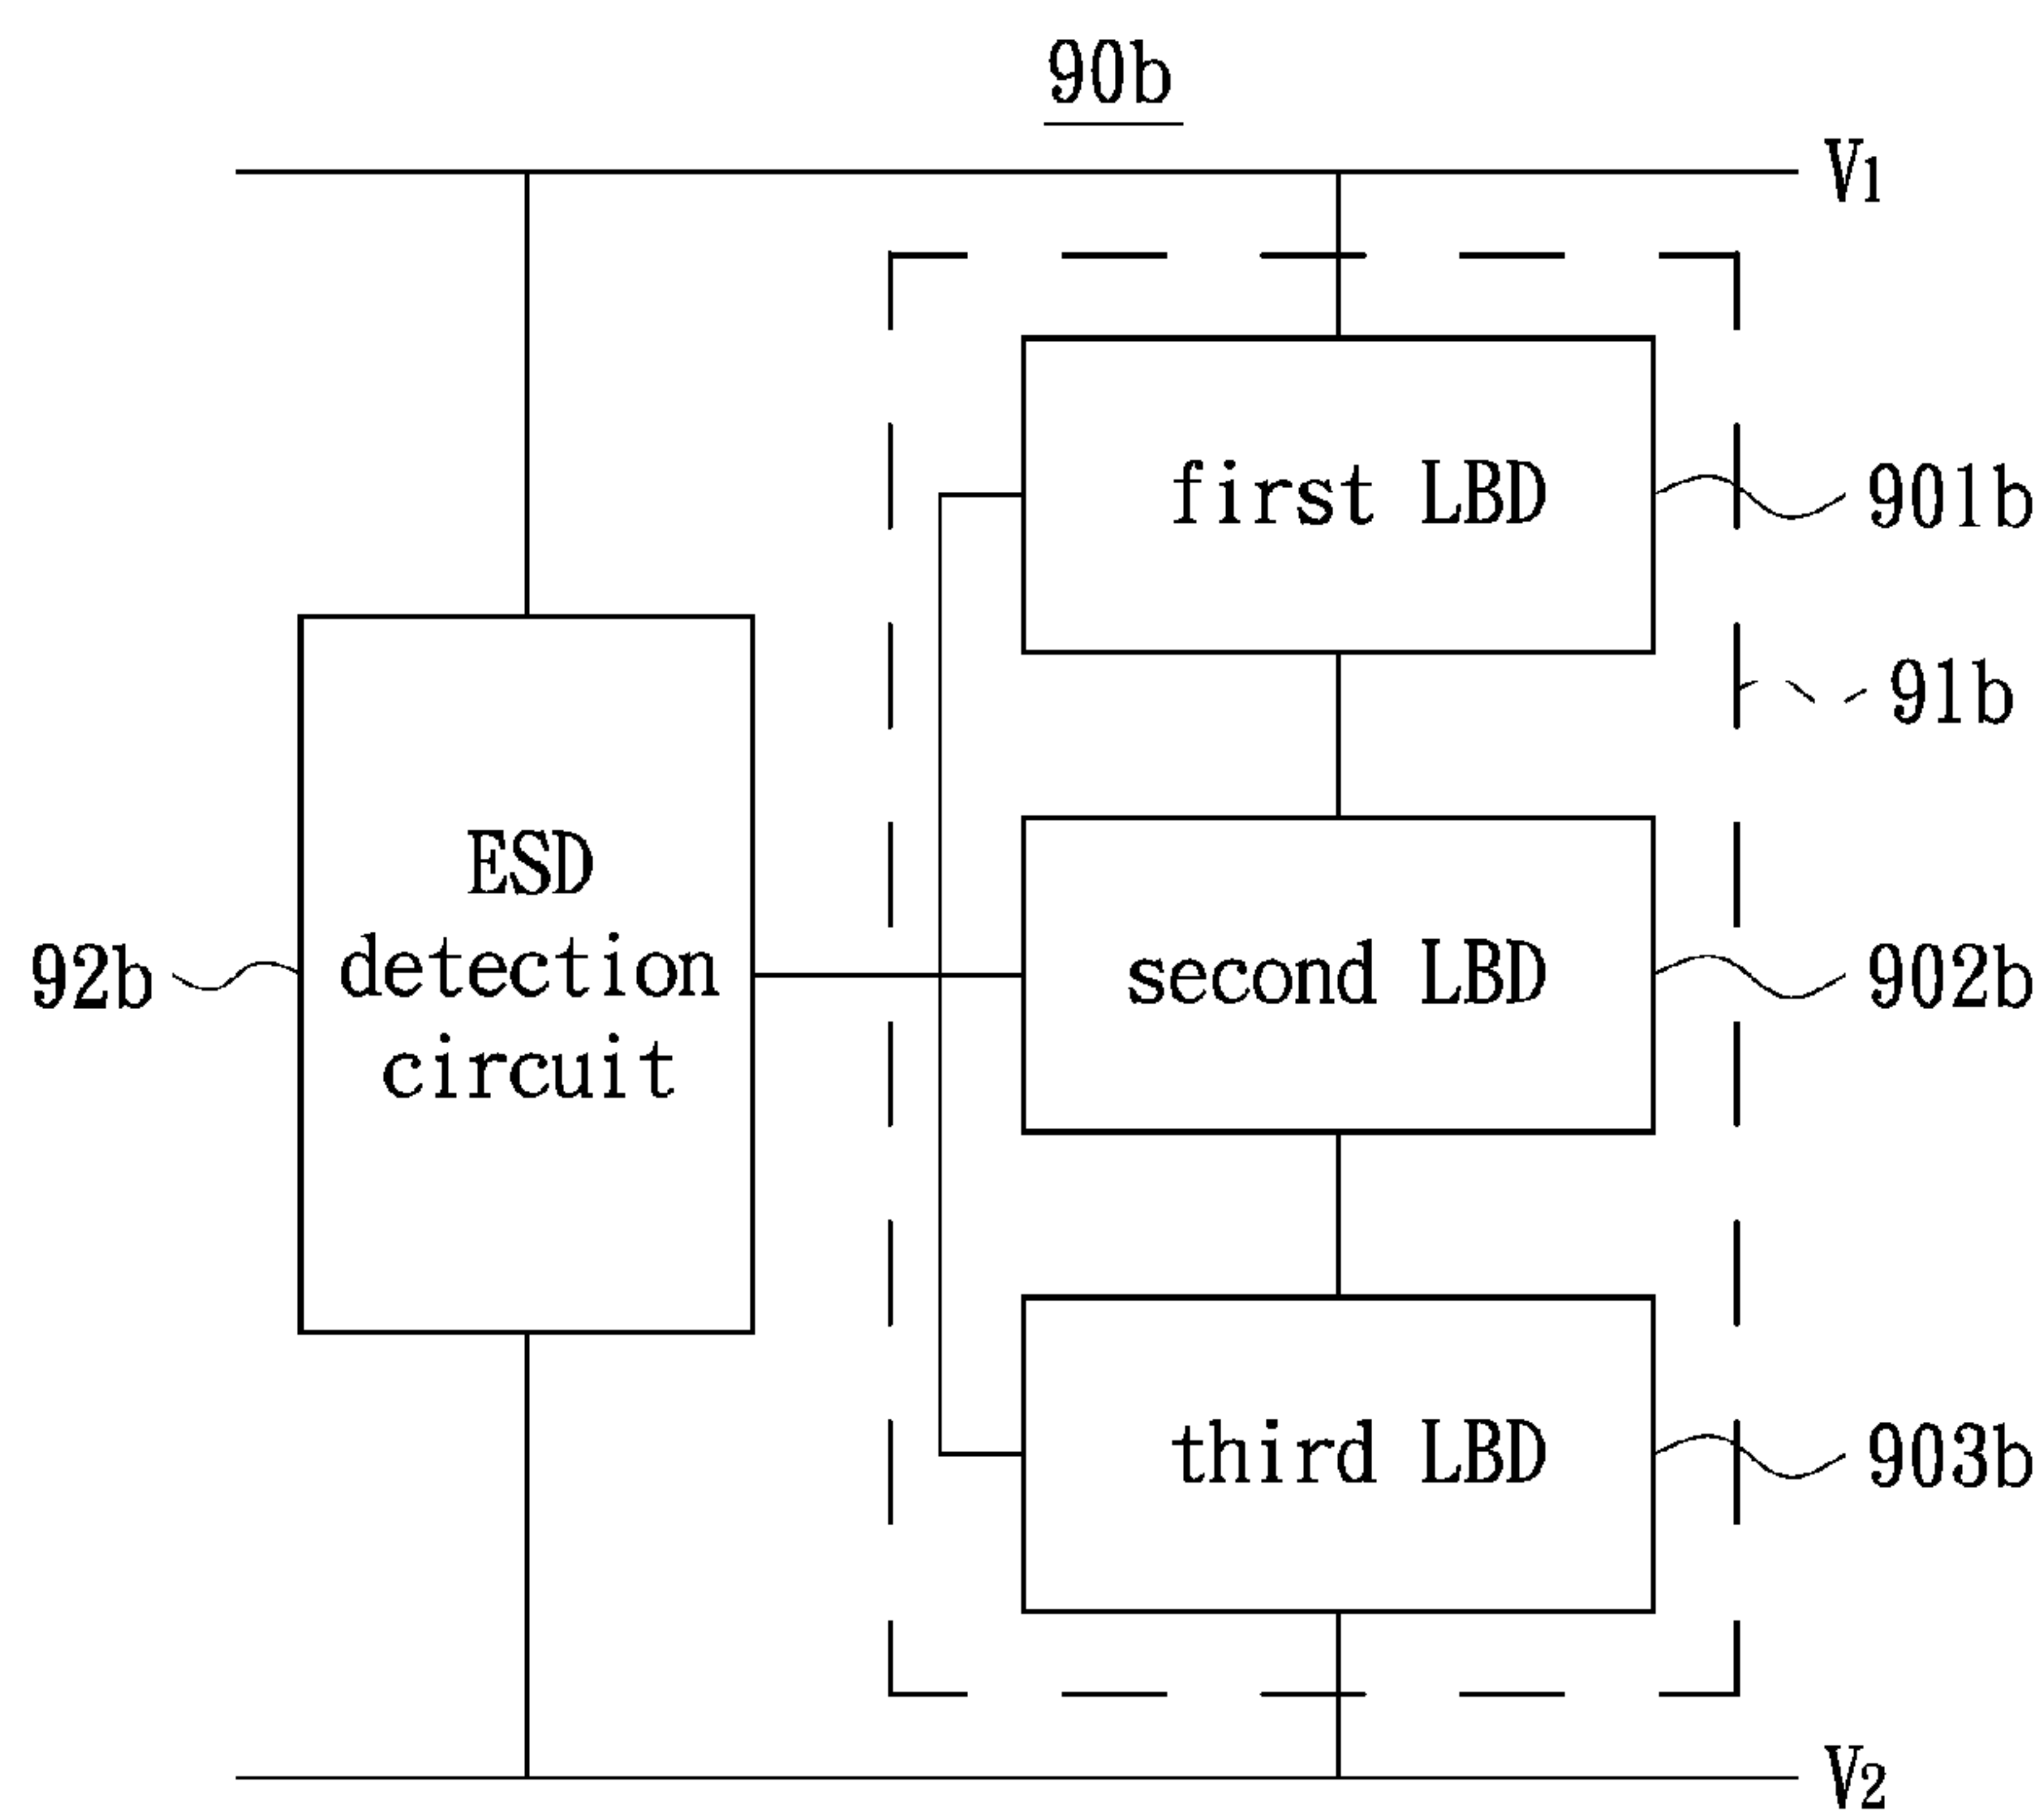 90b
V1
first LBD
901b
91b
ESD
detection
circuit
92b
second LBD
902b
third LBD
903b
V2